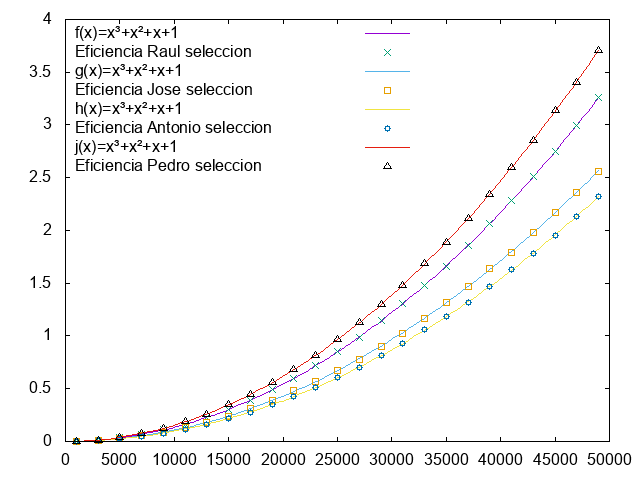 4
3.5
3
2.5
2
1.5
1
0.5
0
f(x)=x³+x²+x+1
Eficiencia Raul seleccion
g(x)=x³+x²+x+1
Eficiencia Jose seleccion
h(x)=x³+x²+x+1
Eficiencia Antonio seleccion
j(x)=x³+x²+x+1
Eficiencia Pedro seleccion
0 5000 10000 15000 20000 25000 30000 35000 40000 45000 50000